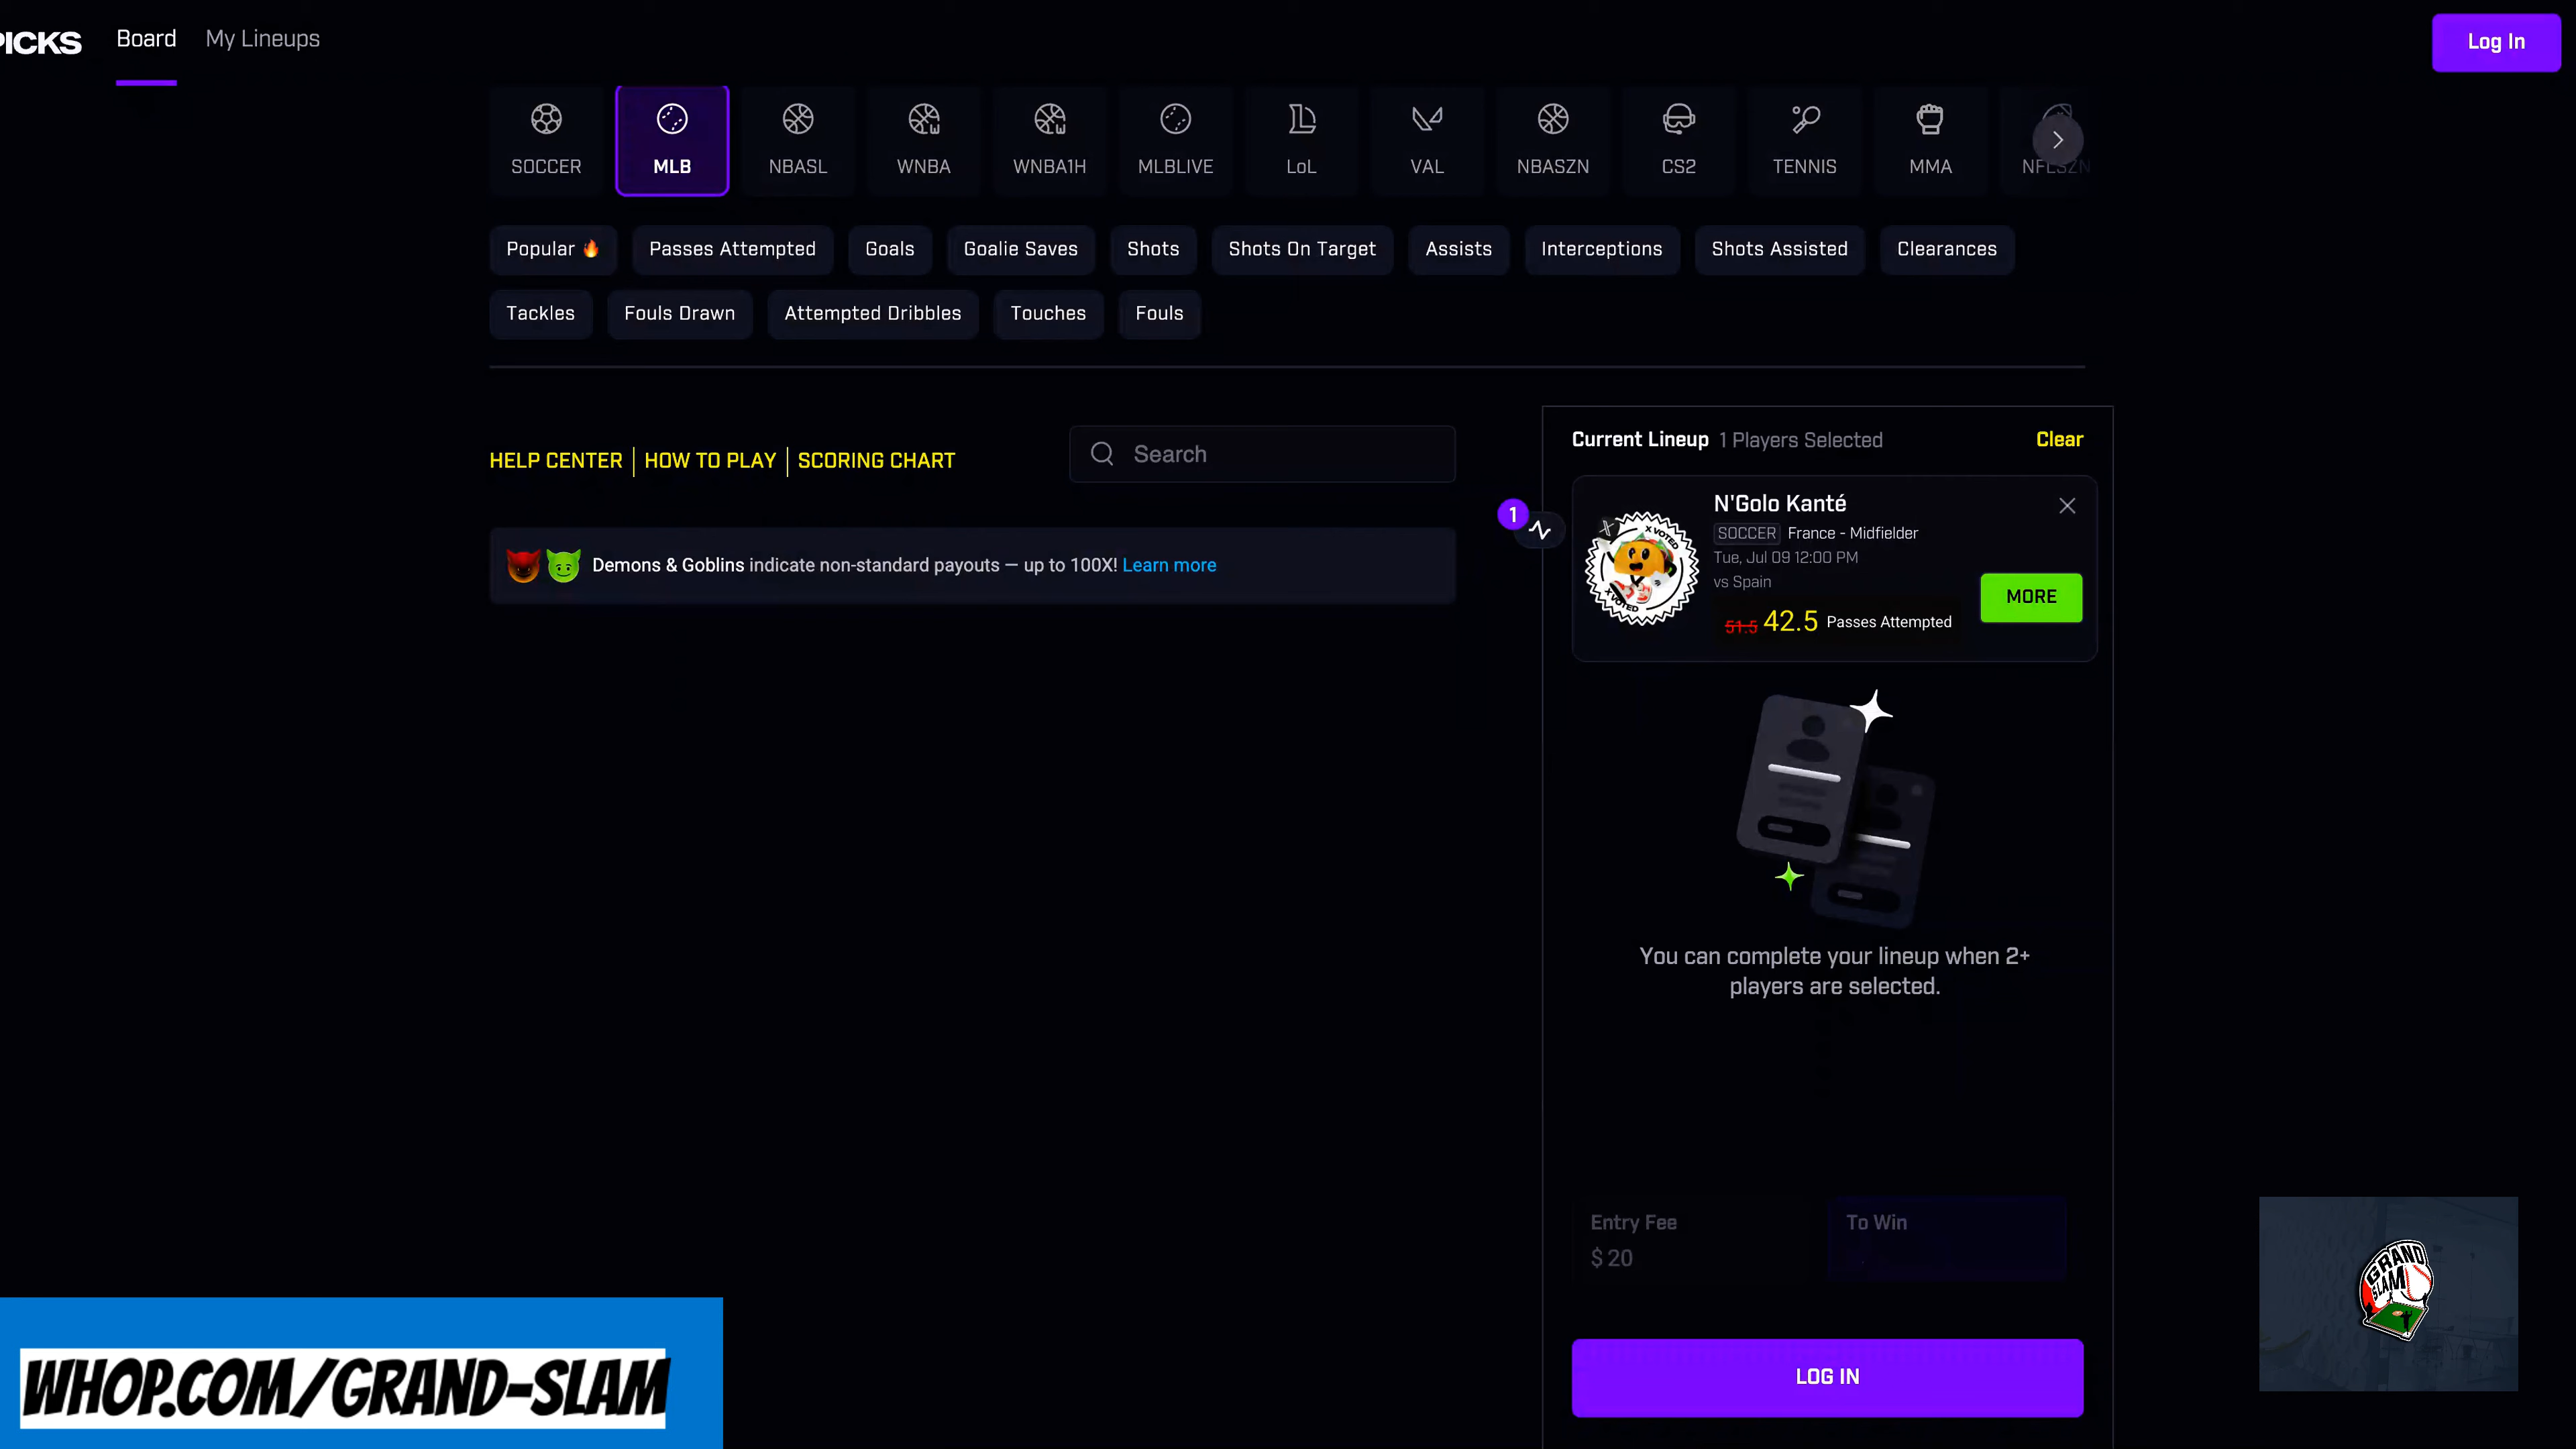 PICKS
Board
My Lineups
Log In
SOCCER
MLB
NBASL
WNBA
WNBA1H
MLBLIVE
LoL
VAL
NBASZN
CS2
TENNIS
MMA
NFLSZN
Popular 🔥
Passes Attempted
Goals
Goalie Saves
Shots
Shots On Target
Assists
Interceptions
Shots Assisted
Clearances
Tackles
Fouls Drawn
Attempted Dribbles
Touches
Fouls
HELP CENTER
HOW TO PLAY
SCORING CHART
Search
Demons & Goblins indicate non-standard payouts — up to 100X! Learn more
Current Lineup 1 Players Selected
Clear
1
X VOTED
X VOTED
N'Golo Kanté
SOCCER France - Midfielder
Tue, Jul 09 12:00 PM
vs Spain
51.5 42.5 Passes Attempted
MORE
You can complete your lineup when 2+
players are selected.
Entry Fee
$ 20
To Win
LOG IN
WHOP.COM/GRAND-SLAM
GRAND
SLAM